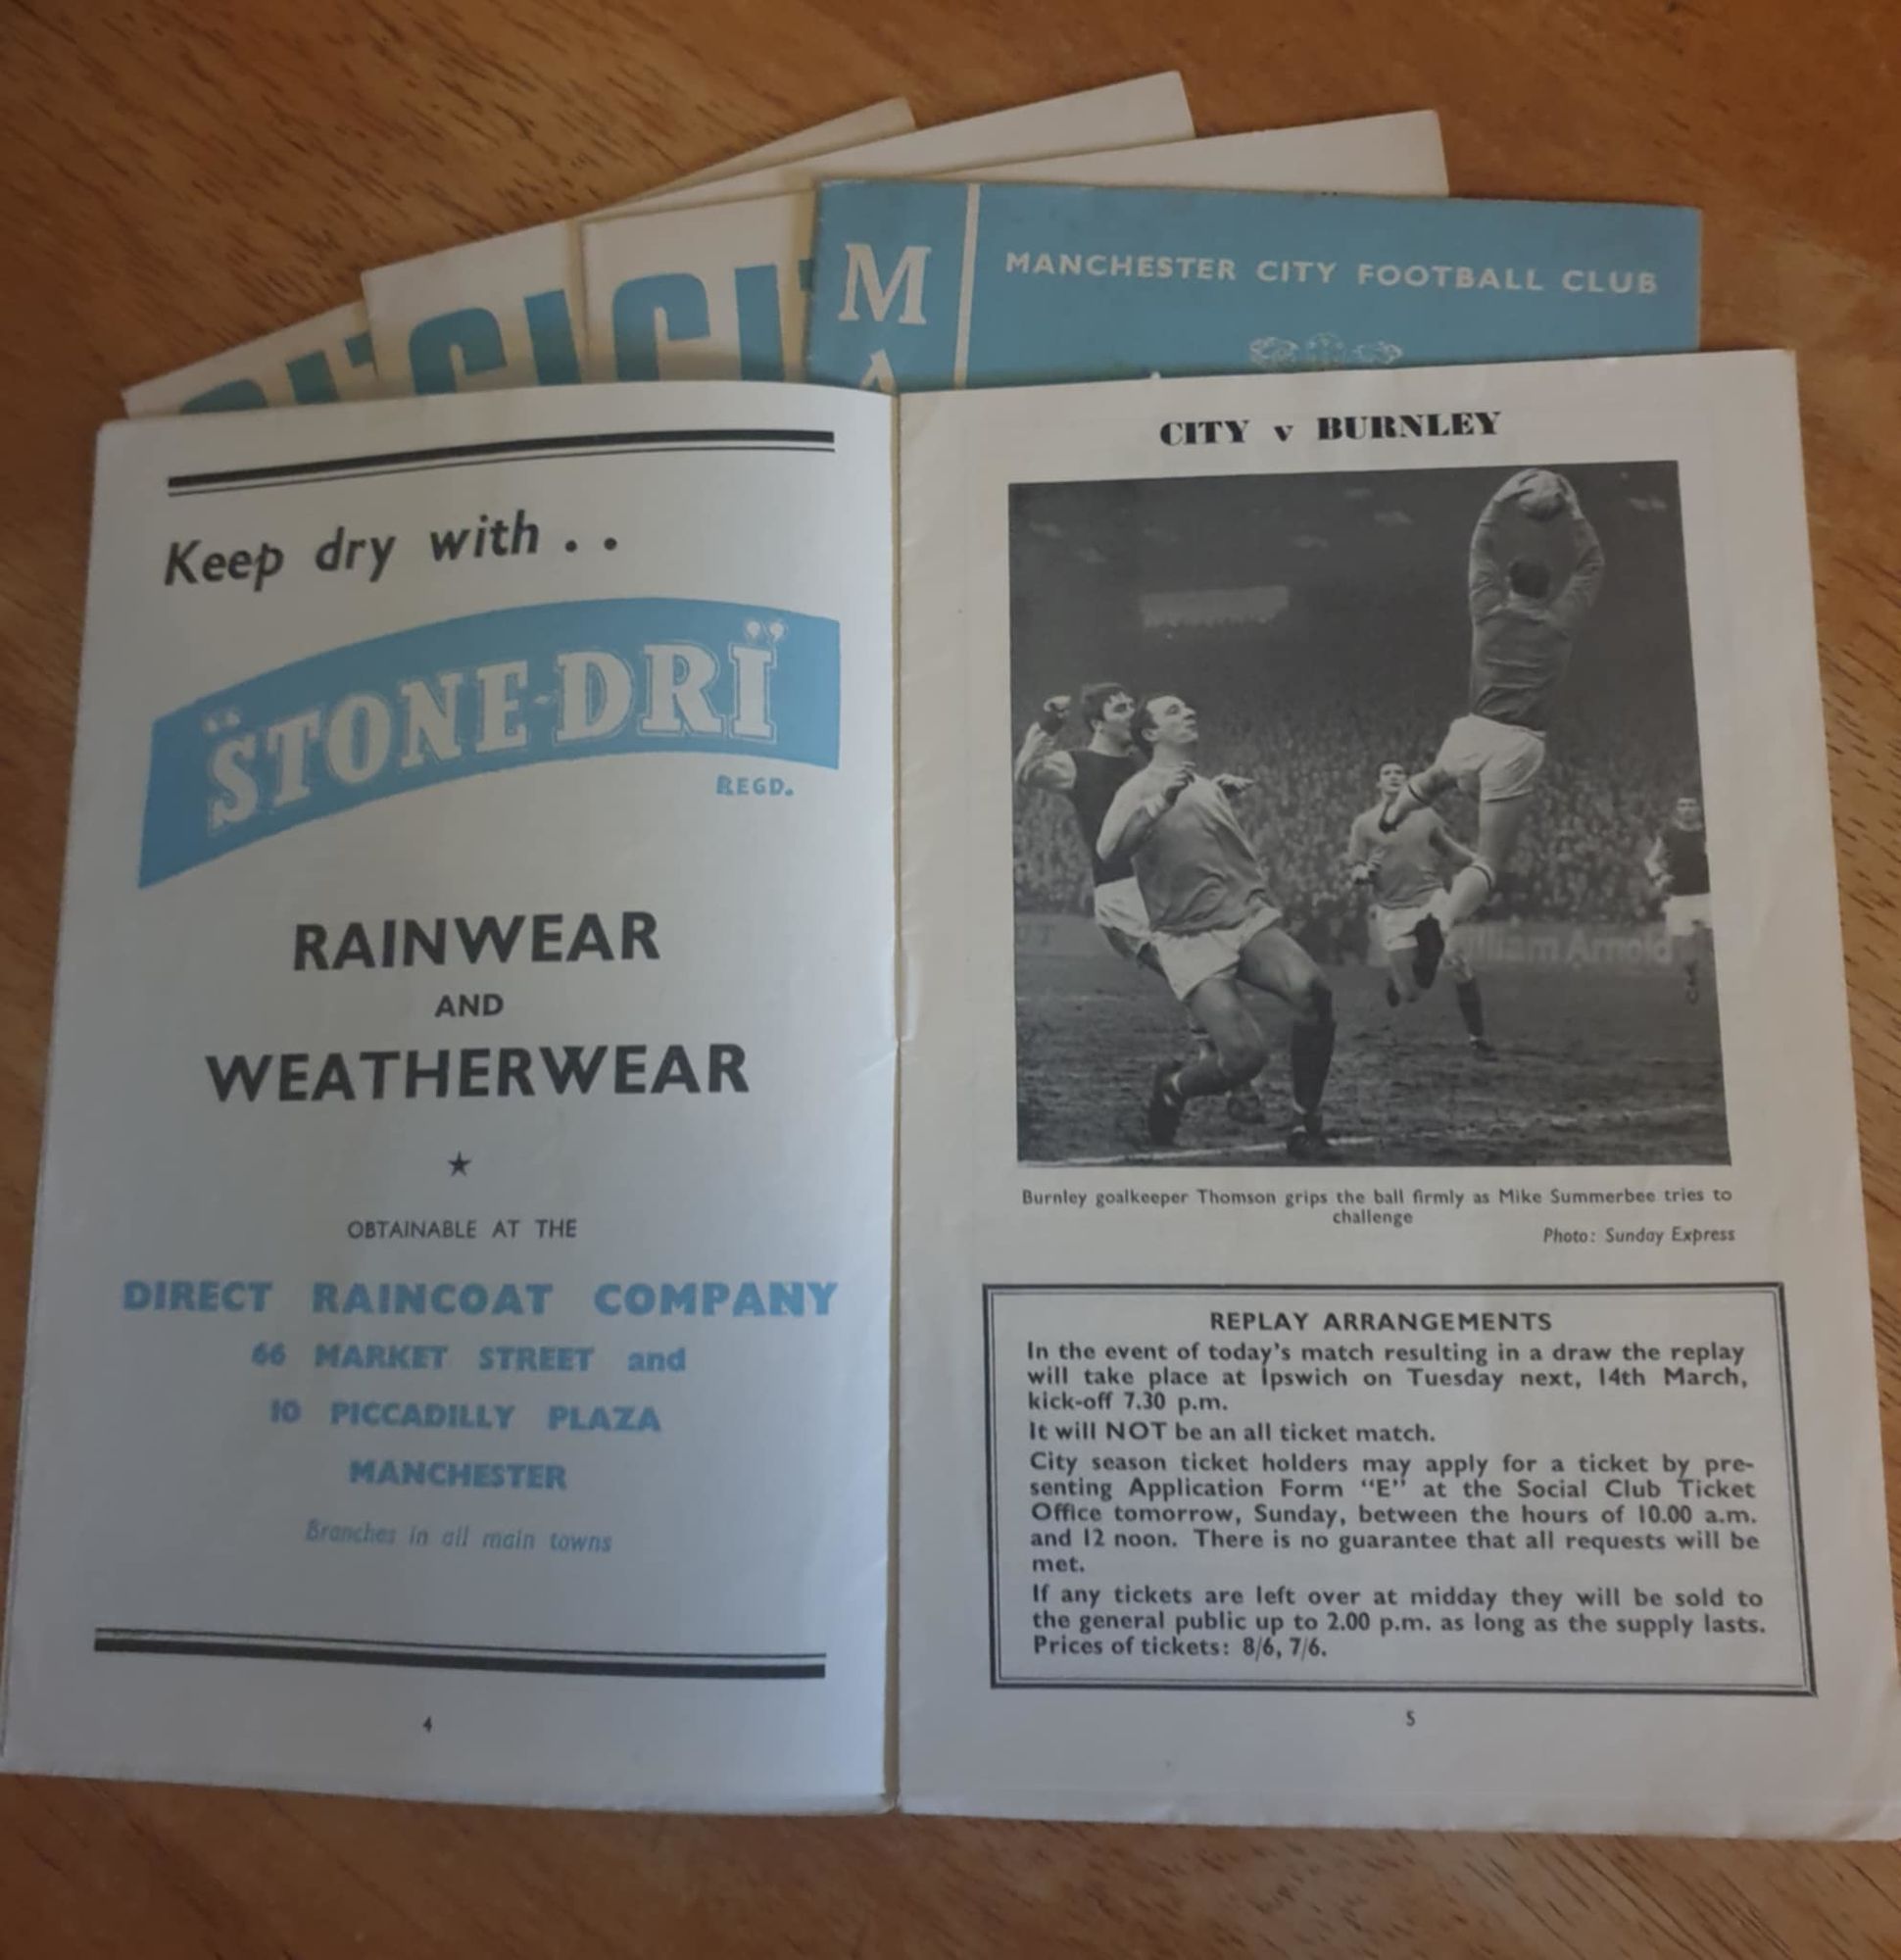 M
MANCHESTER CITY FOOTBALL CLUB
Keep dry with . .
"STONE-DRI"
REGD.
RAINWEAR
AND
WEATHERWEAR
★
OBTAINABLE AT THE
DIRECT RAINCOAT COMPANY
66 MARKET STREET and
10 PICCADILLY PLAZA
MANCHESTER
Branches in all main towns
4
CITY v BURNLEY
lliam Arnold
Burnley goalkeeper Thomson grips the ball firmly as Mike Summerbee tries to
challenge
Photo: Sunday Express
REPLAY ARRANGEMENTS
In the event of today's match resulting in a draw the replay
will take place at Ipswich on Tuesday next, 14th March,
kick-off 7.30 p.m.
It will NOT be an all ticket match.
City season ticket holders may apply for a ticket by pre-
senting Application Form "E" at the Social Club Ticket
Office tomorrow, Sunday, between the hours of 10.00 a.m.
and 12 noon. There is no guarantee that all requests will be
met.
If any tickets are left over at midday they will be sold to
the general public up to 2.00 p.m. as long as the supply lasts.
Prices of tickets: 8/6, 7/6.
5